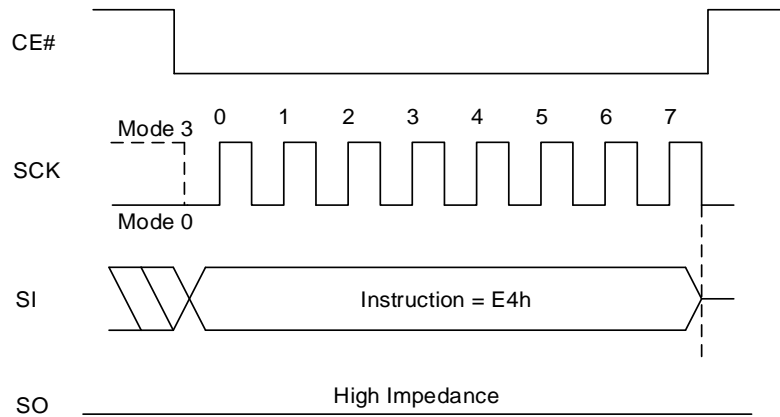 CE#
0 1 2 3 4 5 6 7
Mode 3
SCK
Mode 0
SI
Instruction = E4h
High Impedance
SO